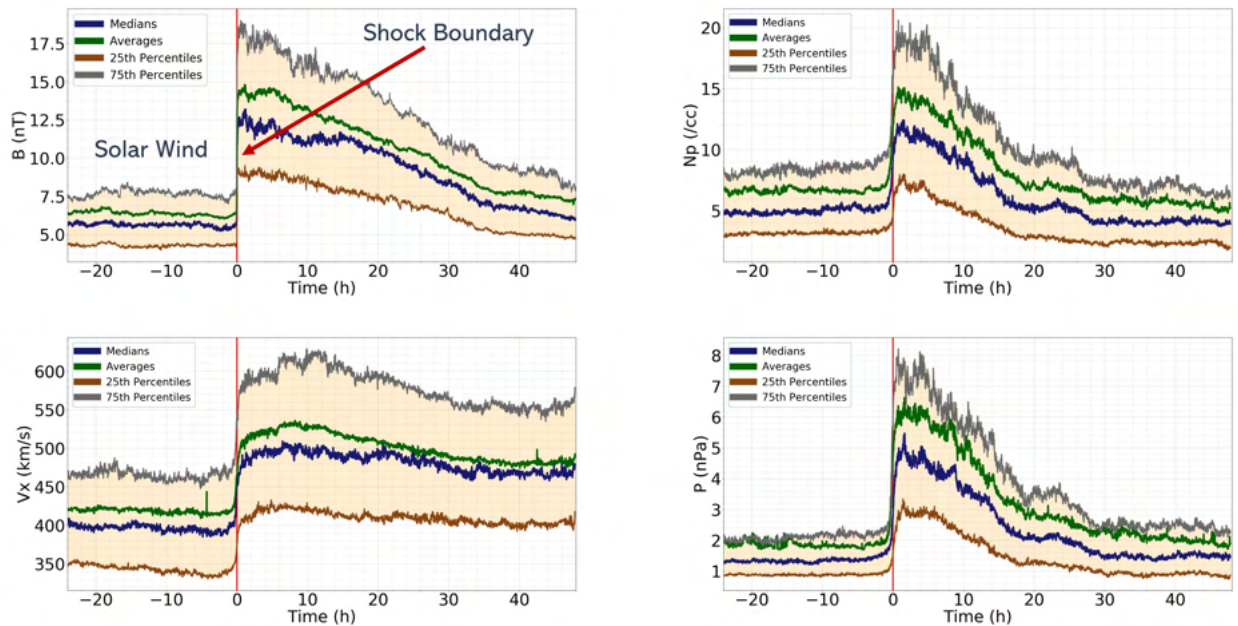 Medians
Averages
25th Percentiles
75th Percentiles
Shock Boundary
Solar Wind
B (nT)
17.5
15.0
12.5
10.0
7.5
5.0
−20 −10 0 10 20 30 40
Time (h)
Medians
Averages
25th Percentiles
75th Percentiles
Np (/cc)
20
15
10
5
−20 −10 0 10 20 30 40
Time (h)
Medians
Averages
25th Percentiles
75th Percentiles
Vx (km/s)
600
550
500
450
400
350
−20 −10 0 10 20 30 40
Time (h)
Medians
Averages
25th Percentiles
75th Percentiles
P (nPa)
8
7
6
5
4
3
2
1
−20 −10 0 10 20 30 40
Time (h)